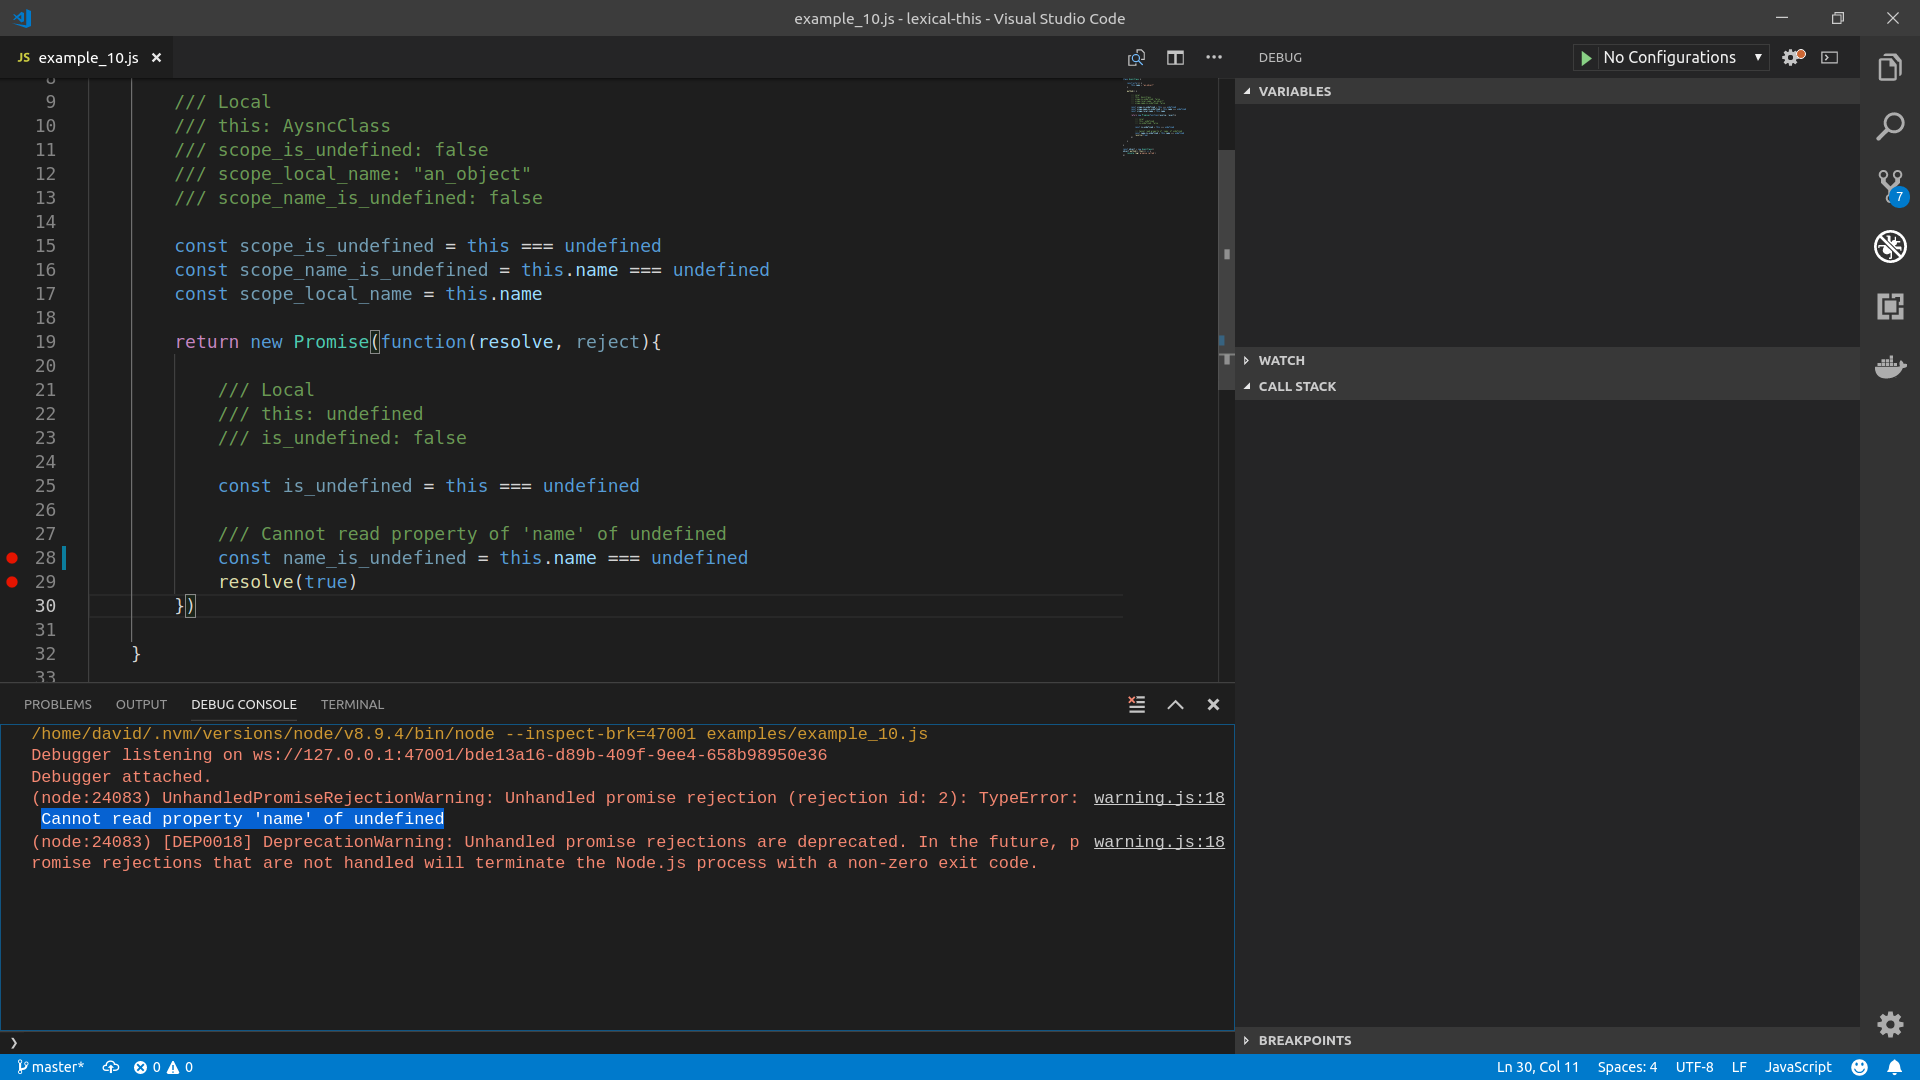 example_10.js - lexical-this - Visual Studio Code
JS example_10.js
DEBUG
No Configurations
8
9 /// Local
10 /// this: AysncClass
11 /// scope_is_undefined: false
12 /// scope_local_name: "an_object"
13 /// scope_name_is_undefined: false
14
15 const scope_is_undefined = this === undefined
16 const scope_name_is_undefined = this.name === undefined
17 const scope_local_name = this.name
18
19 return new Promise(function(resolve, reject){
20
21 /// Local
22 /// this: undefined
23 /// is_undefined: false
24
25 const is_undefined = this === undefined
26
27 /// Cannot read property of 'name' of undefined
28 const name_is_undefined = this.name === undefined
29 resolve(true)
30 })
31
32 }
33
VARIABLES
WATCH
CALL STACK
BREAKPOINTS
7
PROBLEMS OUTPUT DEBUG CONSOLE TERMINAL
/home/david/.nvm/versions/node/v8.9.4/bin/node --inspect-brk=47001 examples/example_10.js
Debugger listening on ws://127.0.0.1:47001/bde13a16-d89b-409f-9ee4-658b98950e36
Debugger attached.
(node:24083) UnhandledPromiseRejectionWarning: Unhandled promise rejection (rejection id: 2): TypeError: warning.js:18
Cannot read property 'name' of undefined
(node:24083) [DEP0018] DeprecationWarning: Unhandled promise rejections are deprecated. In the future, p warning.js:18
romise rejections that are not handled will terminate the Node.js process with a non-zero exit code.
master* 0 0 Ln 30, Col 11 Spaces: 4 UTF-8 LF JavaScript